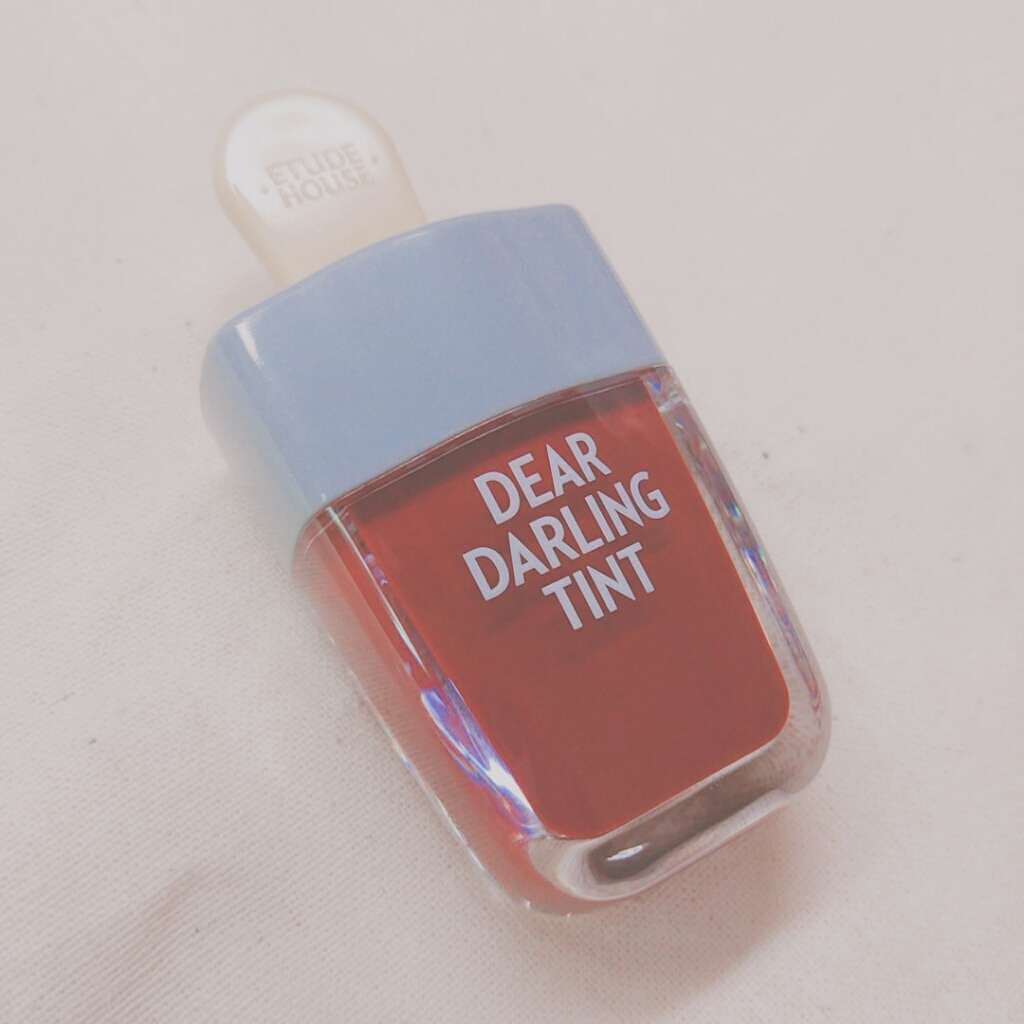 · ETUDE ·
HOUSE
DEAR
DARLING
TINT